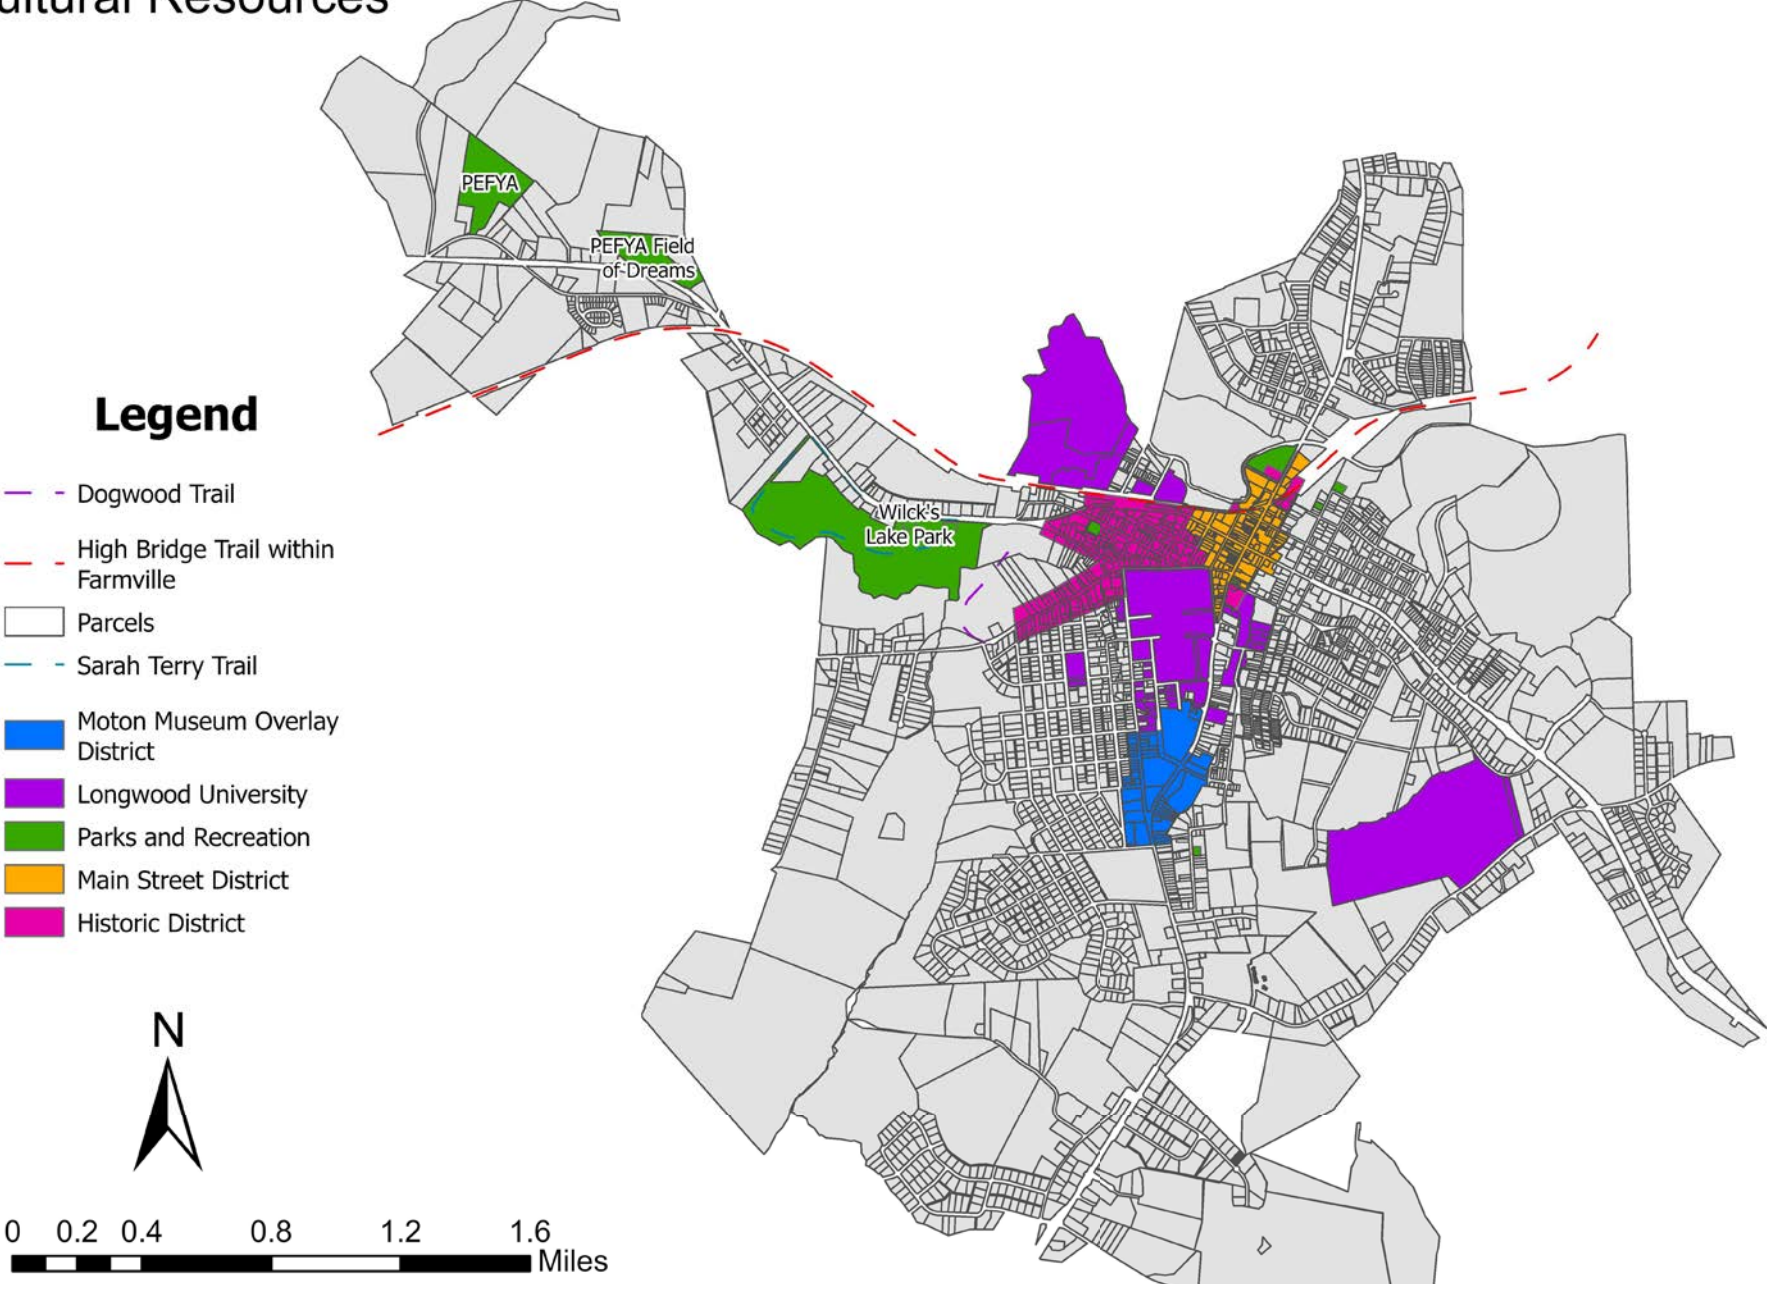 Resources
PEFYA
PEFYA Field
of Dreams
Wilck's
Lake Park
Legend
Dogwood Trail
High Bridge Trail within
Farmville
Parcels
Sarah Terry Trail
Moton Museum Overlay
District
Longwood University
Parks and Recreation
Main Street District
Historic District
N
0 0.2 0.4 0.8 1.2 1.6
Miles